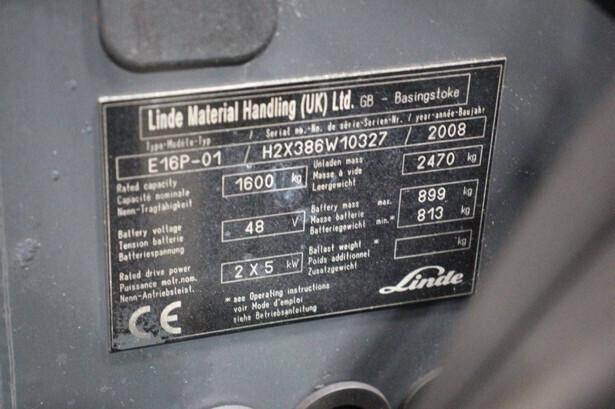 Linde Material Handling (UK) Ltd. GB - Basingstoke
Type-Modèle-Typ / Serial no.-No. de série-Serien-Nr. / year-année-Baujahr
E16P-01 / H2X386W10327 / 2008
Rated capacity
Capacité nominale
Nenn-Tragfähigkeit
1600 kg
Unladen mass
Masse à vide
Leergewicht
2470 kg
Battery voltage
Tension batterie
Batteriespannung
48 V
Battery mass max.
Masse batterie
Batteriegewicht min.*
899 kg
813 kg
Rated drive power
Puissance motr.nom.
Nenn-Antriebsleist.
2 X 5 kW
Ballast weight *
Poids additionnel
Zusatzgewicht
kg
* see Operating instructions
voir Mode d'emploi
siehe Betriebsanleitung
CE
Linde